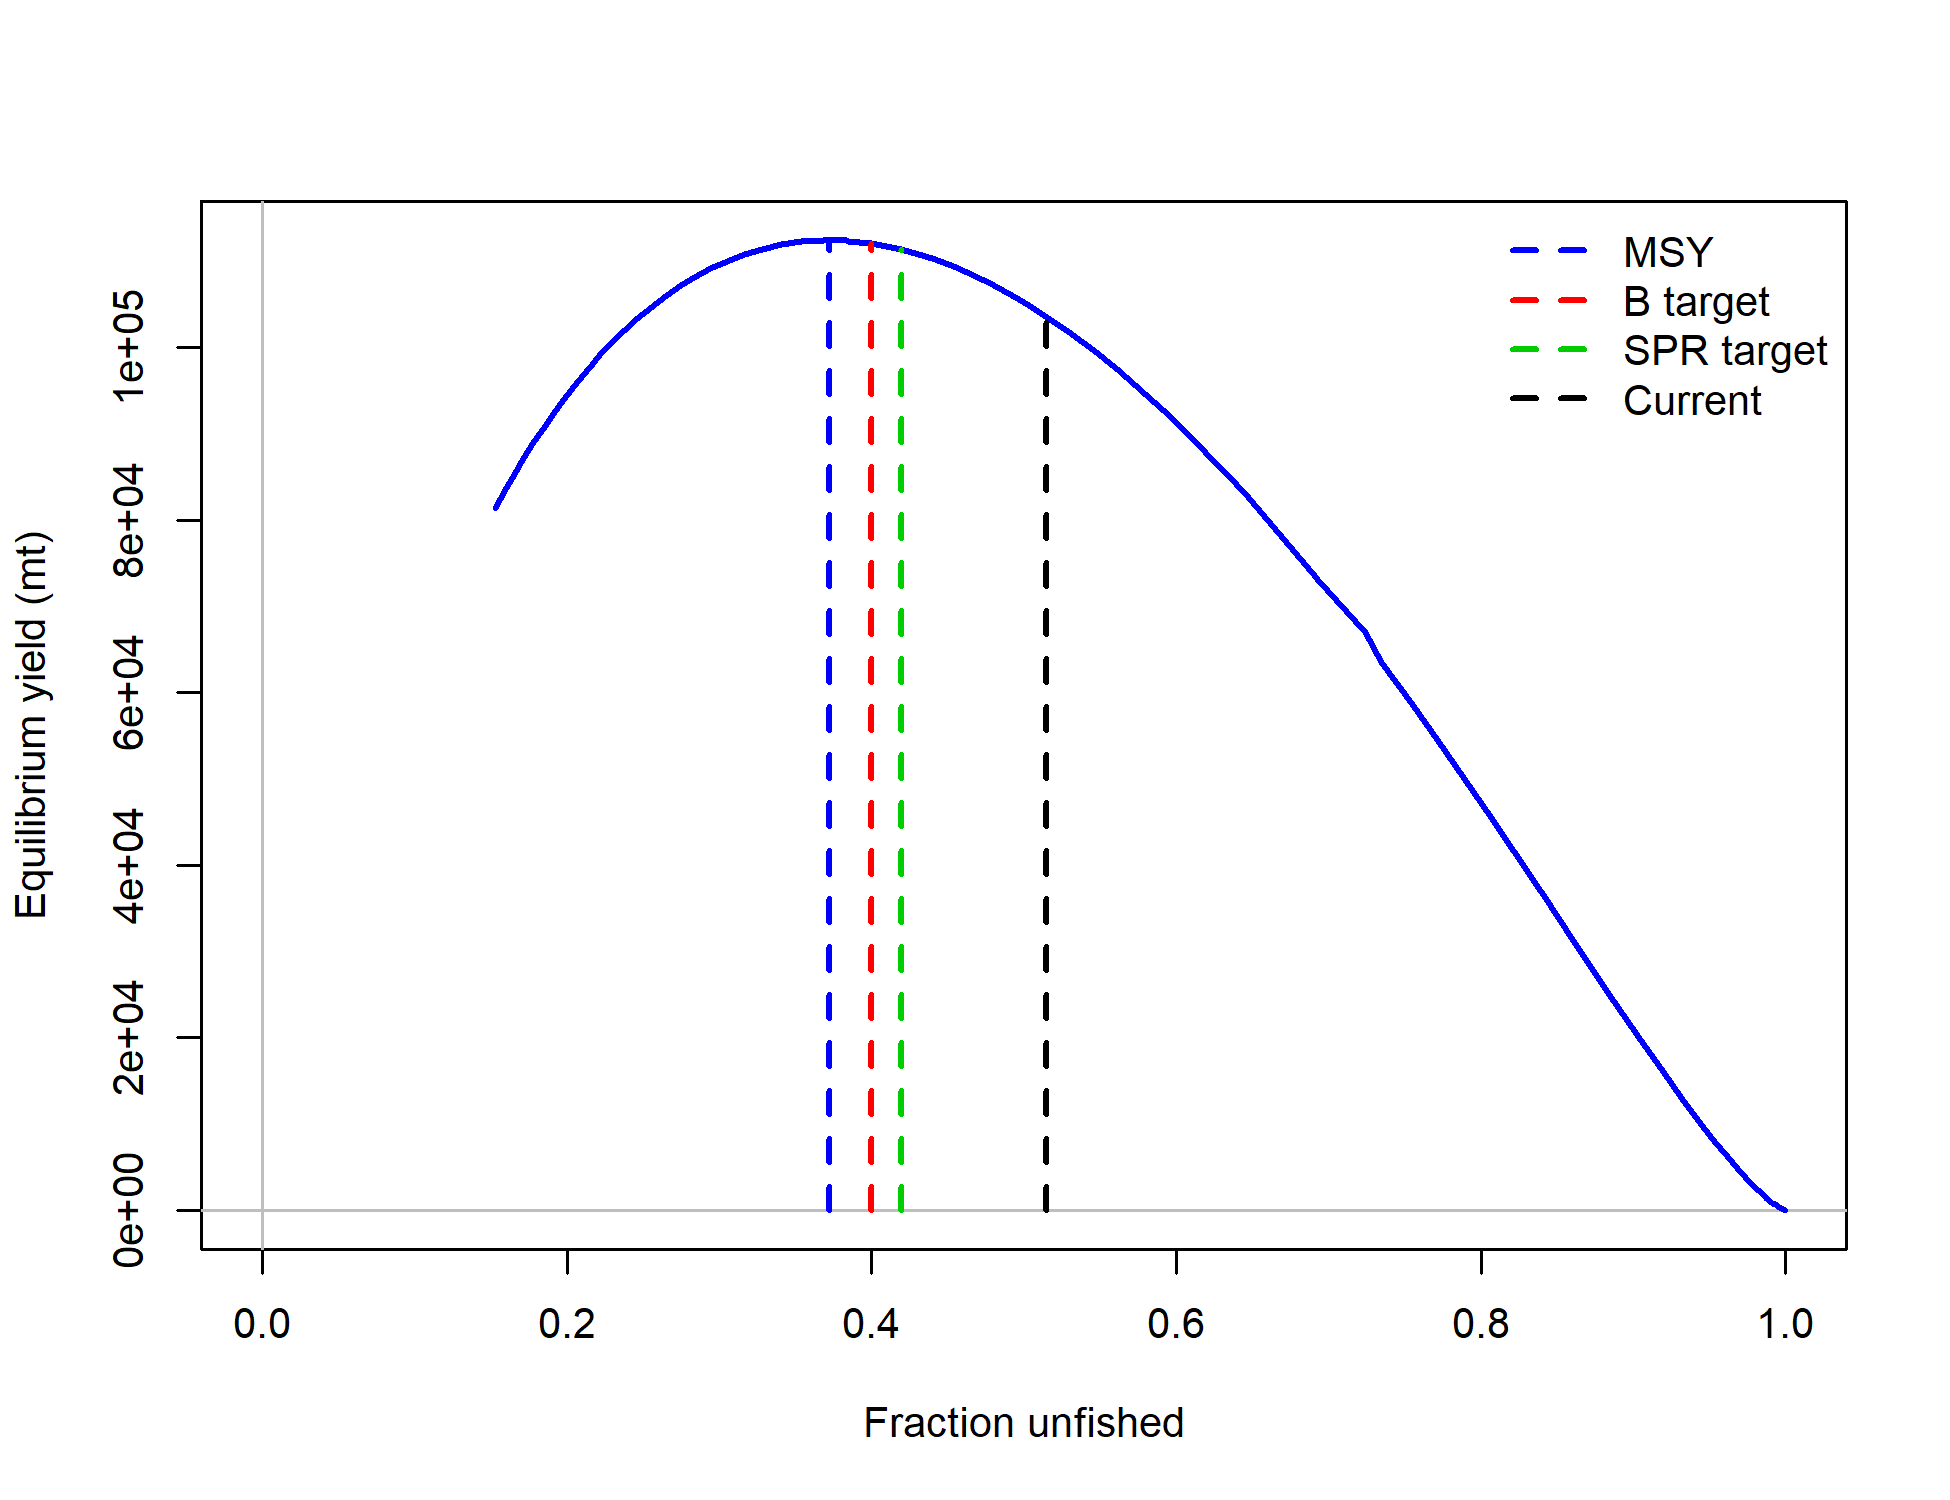 MSY
B target
SPR target
Current
Equilibrium yield (mt)
1e+05
8e+04
6e+04
4e+04
2e+04
0e+00
0.0 0.2 0.4 0.6 0.8 1.0
Fraction unfished